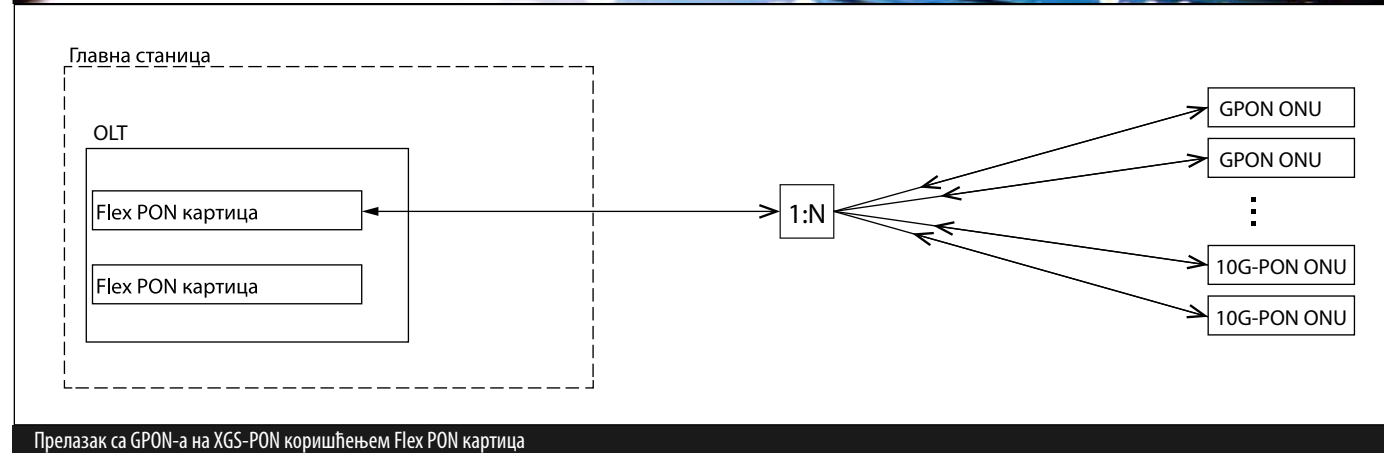 Главна станица
OLT
Flex PON картица
Flex PON картица
1:N
GPON ONU
GPON ONU
10G-PON ONU
10G-PON ONU
Прелазак са GPON-а на XGS-PON коришћењем Flex PON картица